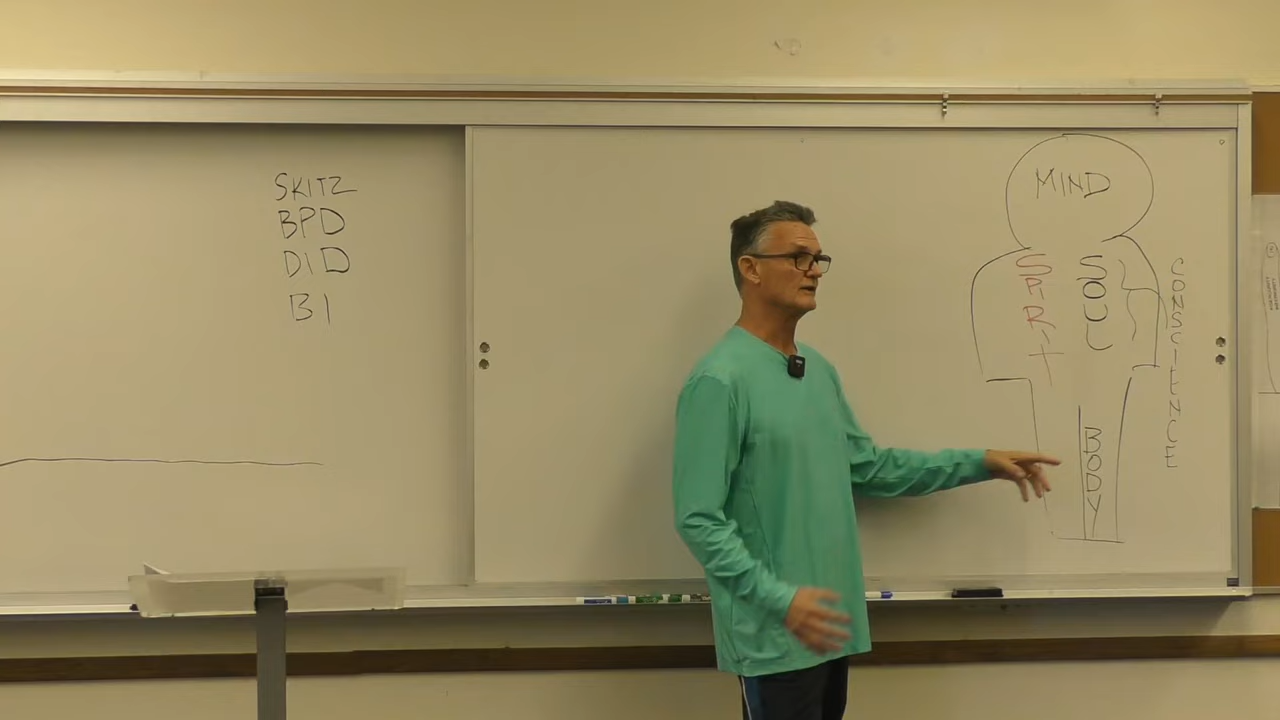 SKITZ
BPD
DID
BI
MIND
SPIRIT
SOUL
CONSCIENCE
BODY